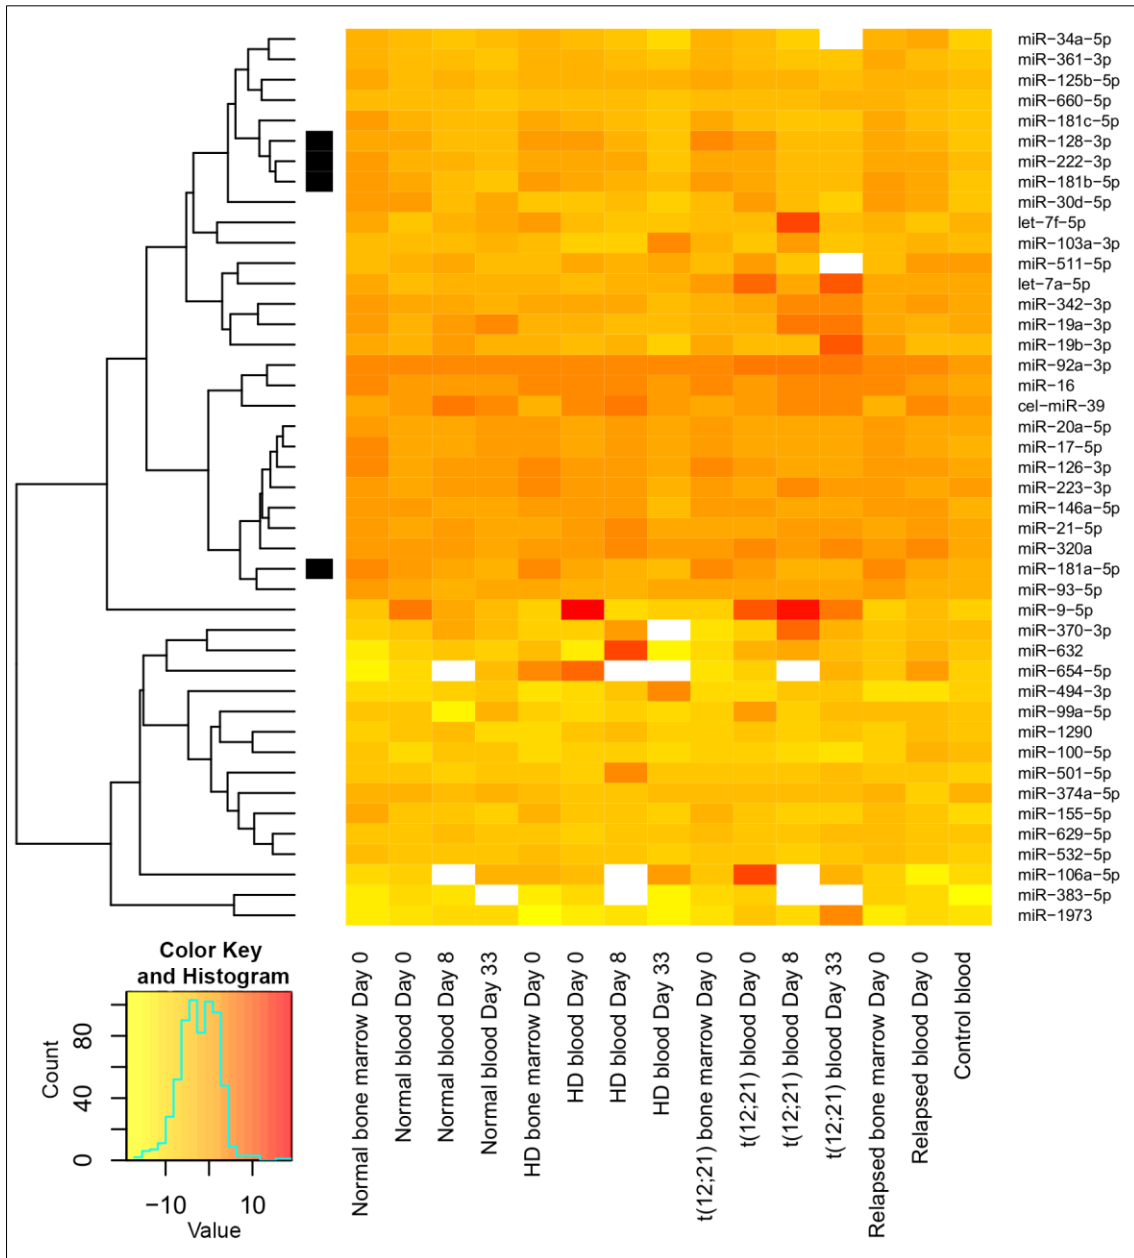 miR−34a−5p
miR−361−3p
miR−125b−5p
miR−660−5p
miR−181c−5p
miR−128−3p
miR−222−3p
miR−181b−5p
miR−30d−5p
let−7f−5p
miR−103a−3p
miR−511−5p
let−7a−5p
miR−342−3p
miR−19a−3p
miR−19b−3p
miR−92a−3p
miR−16
cel−miR−39
miR−20a−5p
miR−17−5p
miR−126−3p
miR−223−3p
miR−146a−5p
miR−21−5p
miR−320a
miR−181a−5p
miR−93−5p
miR−9−5p
miR−370−3p
miR−632
miR−654−5p
miR−494−3p
miR−99a−5p
miR−1290
miR−100−5p
miR−501−5p
miR−374a−5p
miR−155−5p
miR−629−5p
miR−532−5p
miR−106a−5p
miR−383−5p
miR−1973
Normal bone marrow Day 0
Normal blood Day 0
Normal blood Day 8
Normal blood Day 33
HD bone marrow Day 0
HD blood Day 0
HD blood Day 8
HD blood Day 33
t(12;21) bone marrow Day 0
t(12;21) blood Day 0
t(12;21) blood Day 8
t(12;21) blood Day 33
Relapsed bone marrow Day 0
Relapsed blood Day 0
Control blood
Color Key
and Histogram
Count
0 40 80
−10 10
Value